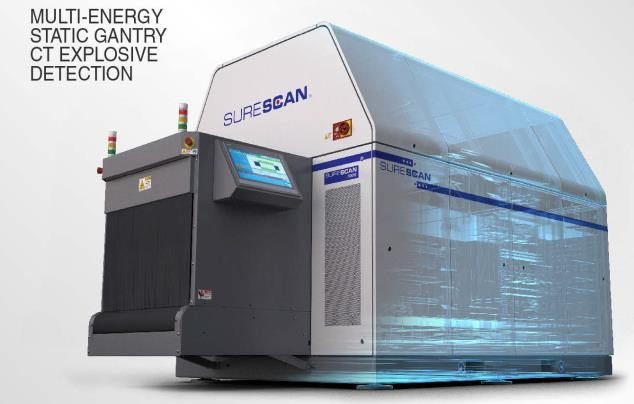 MULTI-ENERGY
STATIC GANTRY
CT EXPLOSIVE
DETECTION
SURESCAN
SURESCAN
SURESCAN